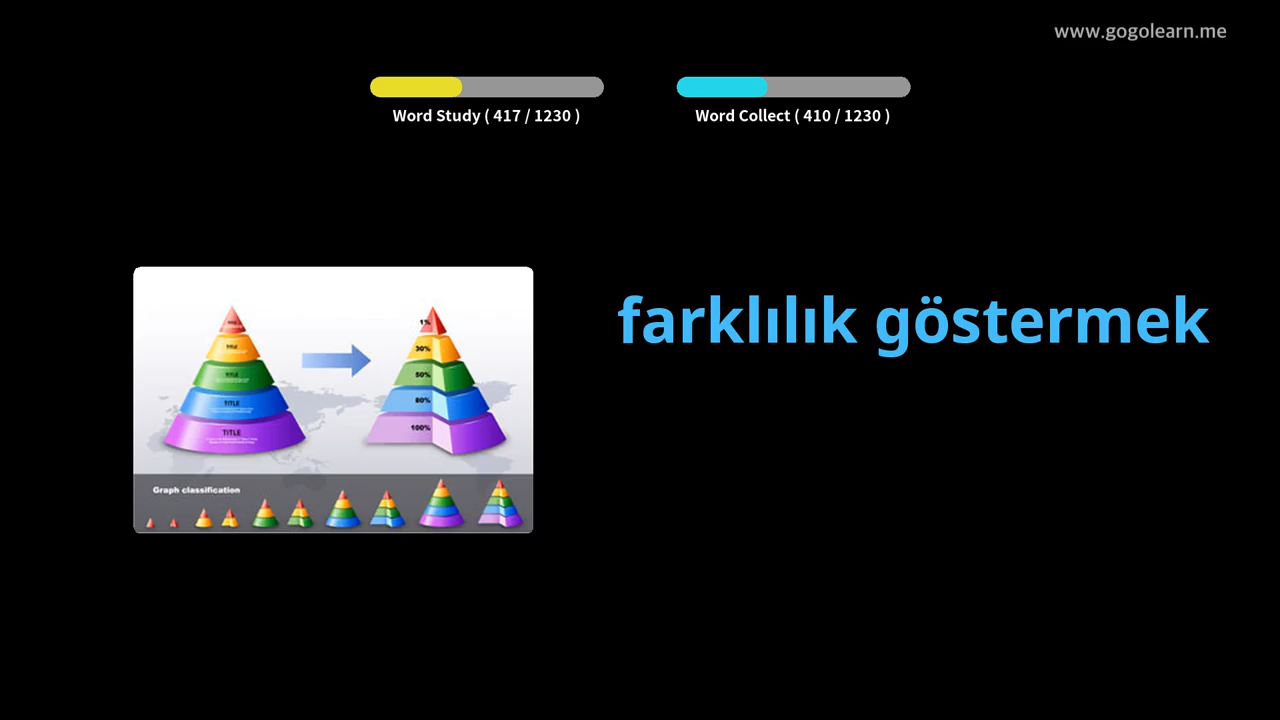 www.gogolearn.me
Word Study ( 417 / 1230 )
Word Collect ( 410 / 1230 )
farklılık göstermek
TITLE
TITLE
TITLE
TITLE
1%
30%
50%
80%
100%
Graph classification